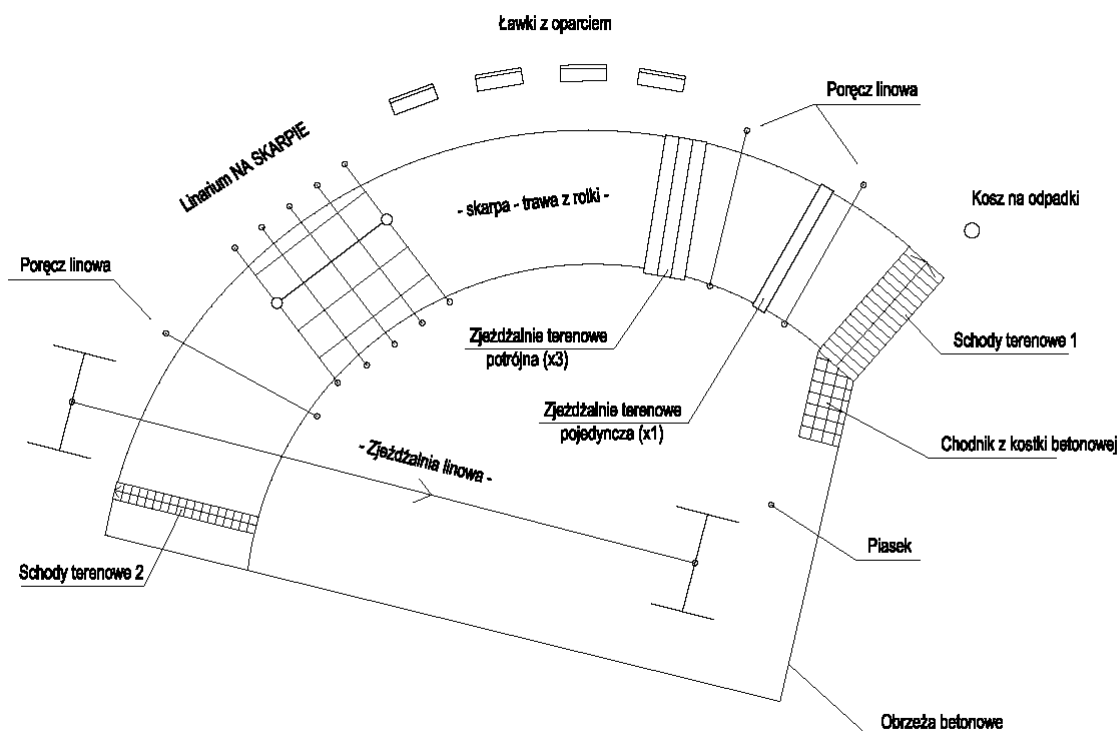 Ławki z oparciem
Poręcz linowa
Linarium NA SKARPIE
- skarpa - trawa z rolki -
Kosz na odpadki
Poręcz linowa
Zjeżdżalnie terenowe
potrójna (x3)
Schody terenowe 1
Zjeżdżalnie terenowe
pojedyncza (x1)
Chodnik z kostki betonowej
- Zjeżdżalnia linowa -
Piasek
Schody terenowe 2
Obrzeża betonowe